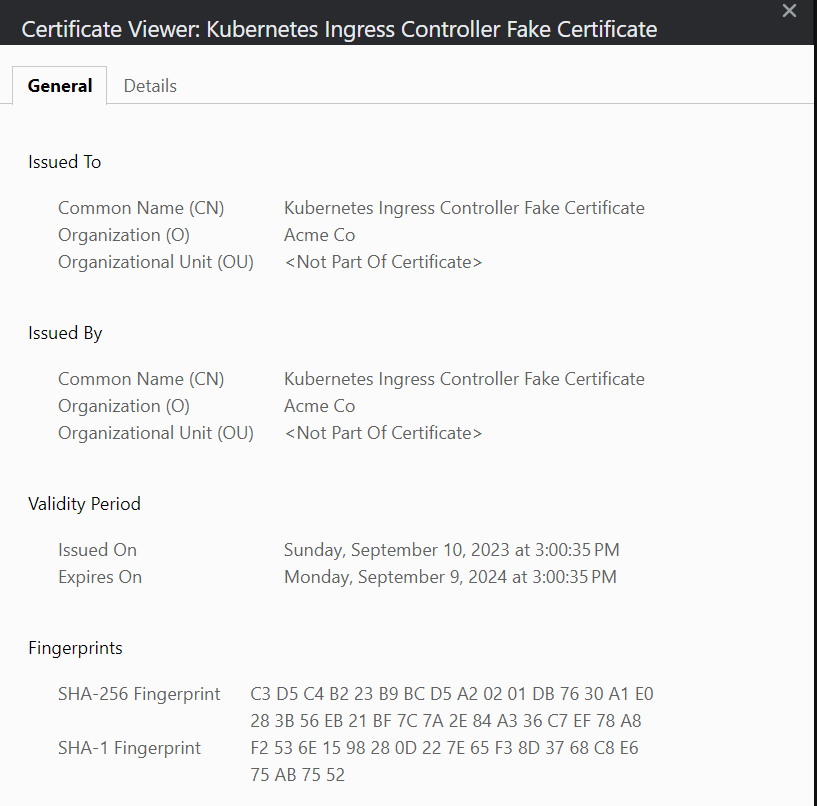 Certificate Viewer: Kubernetes Ingress Controller Fake Certificate
General Details
Issued To
Common Name (CN) Kubernetes Ingress Controller Fake Certificate
Organization (O) Acme Co
Organizational Unit (OU) <Not Part Of Certificate>
Issued By
Common Name (CN) Kubernetes Ingress Controller Fake Certificate
Organization (O) Acme Co
Organizational Unit (OU) <Not Part Of Certificate>
Validity Period
Issued On Sunday, September 10, 2023 at 3:00:35 PM
Expires On Monday, September 9, 2024 at 3:00:35 PM
Fingerprints
SHA-256 Fingerprint C3 D5 C4 B2 23 B9 BC D5 A2 02 01 DB 76 30 A1 E0
28 3B 56 EB 21 BF 7C 7A 2E 84 A3 36 C7 EF 78 A8
SHA-1 Fingerprint F2 53 6E 15 98 28 0D 22 7E 65 F3 8D 37 68 C8 E6
75 AB 75 52